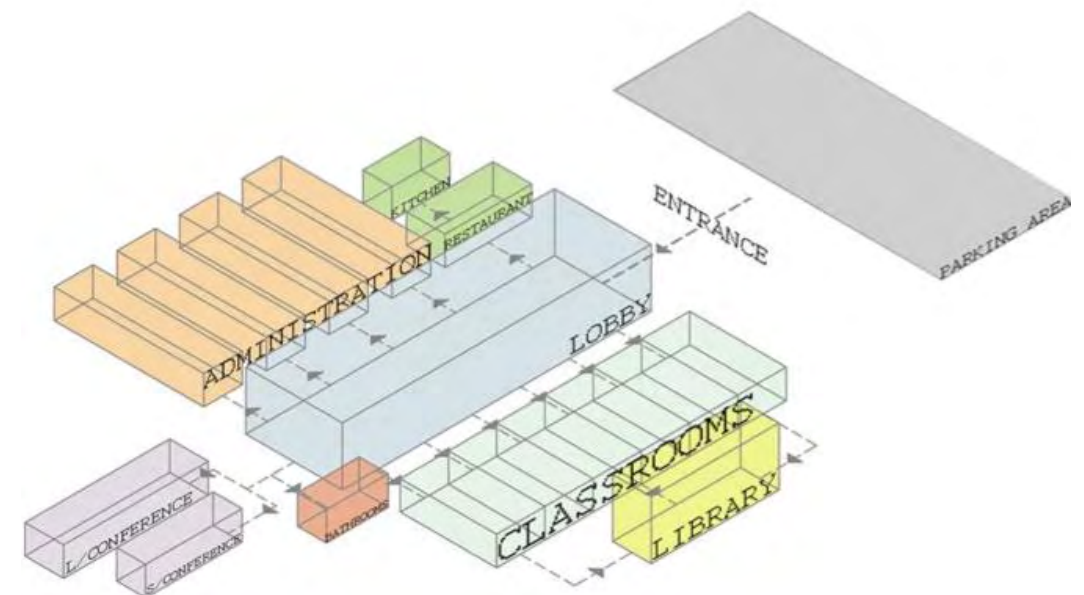 KITCHEN
RESTAURANT
ENTRANCE
PARKING AREA
ADMINISTRATION
LOBBY
CLASSROOMS
LIBRARY
L/CONFERENCE
S/CONFERENCE
BATHROOMS